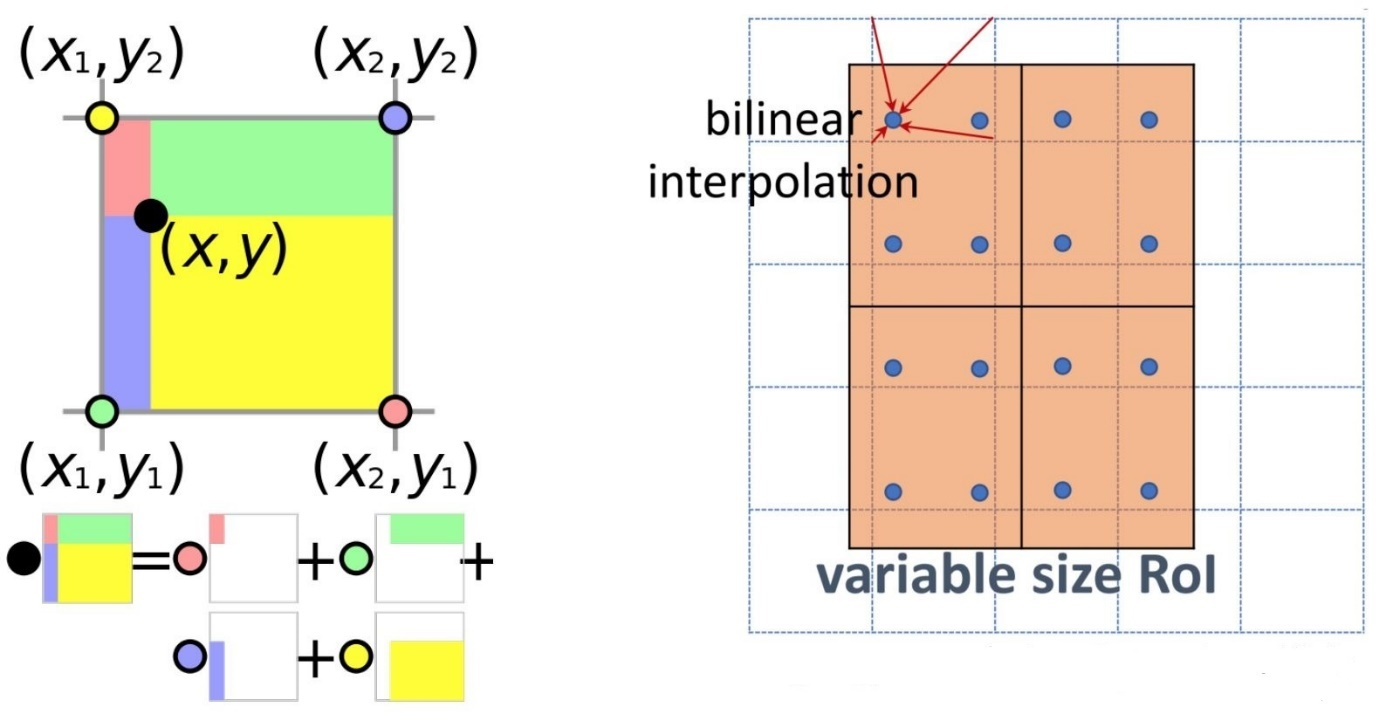 (x₁,y₂)
(x₂,y₂)
(x,y)
(x₁,y₁)
(x₂,y₁)
= + +
+
bilinear
interpolation
variable size RoI